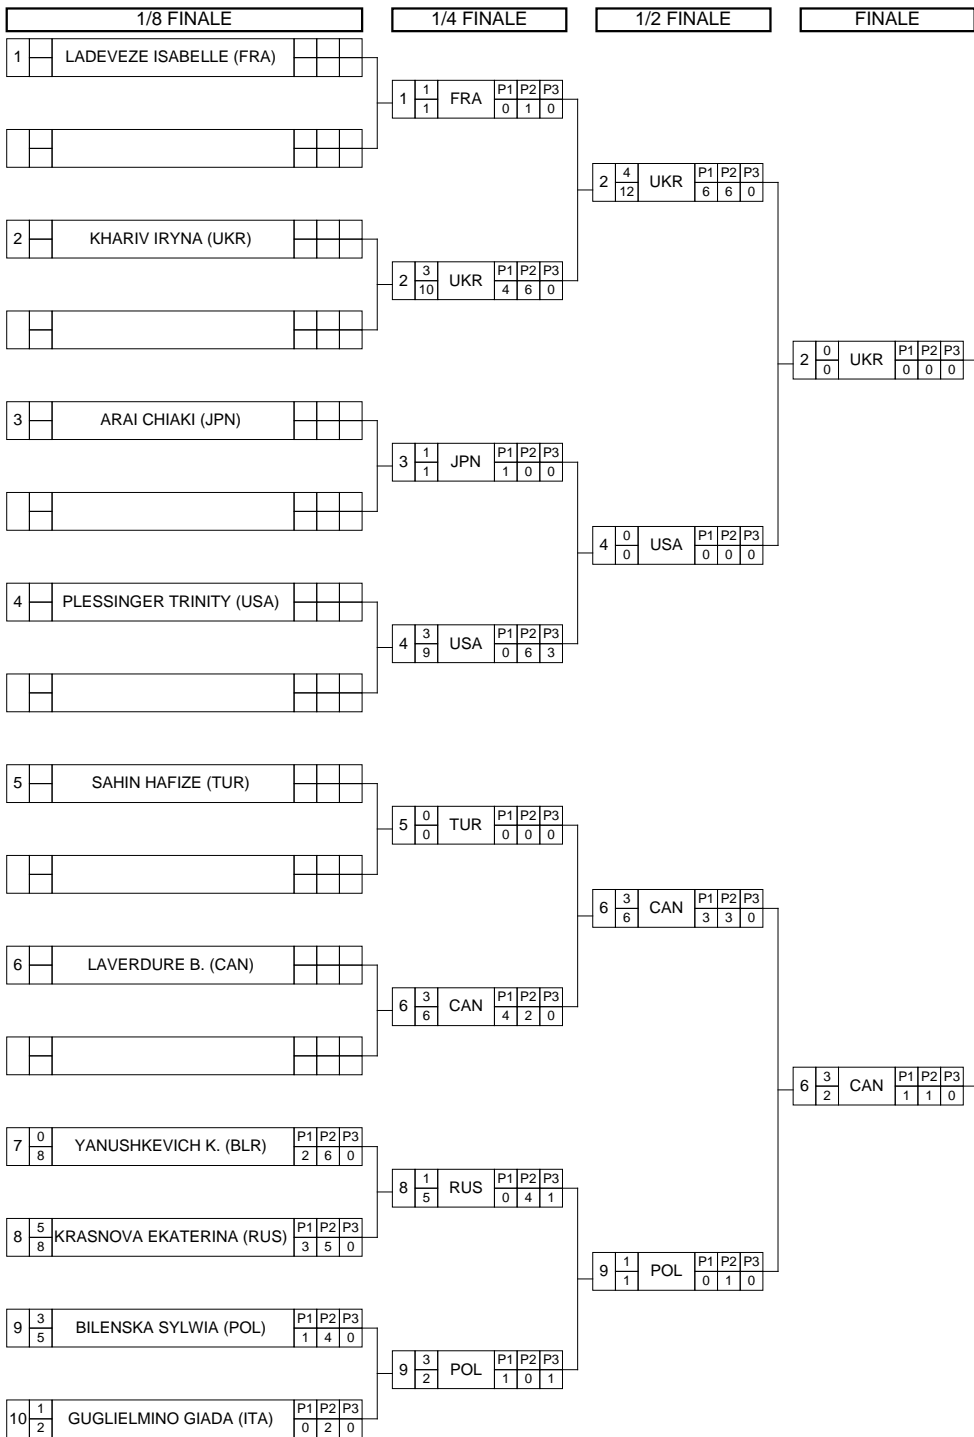 1/8 FINALE 1/4 FINALE 1/2 FINALE FINALE
1 LADEVEZE ISABELLE (FRA)
1 1 FRA P1 P2 P3
1 0 1 0
2 4 UKR P1 P2 P3
12 6 6 0
2 KHARIV IRYNA (UKR)
2 3 UKR P1 P2 P3
10 4 6 0
2 0 UKR P1 P2 P3
0 0 0 0
3 ARAI CHIAKI (JPN)
3 1 JPN P1 P2 P3
1 1 0 0
4 0 USA P1 P2 P3
0 0 0 0
4 PLESSINGER TRINITY (USA)
4 3 USA P1 P2 P3
9 0 6 3
5 SAHIN HAFIZE (TUR)
5 0 TUR P1 P2 P3
0 0 0 0
6 3 CAN P1 P2 P3
6 3 3 0
6 LAVERDURE B. (CAN)
6 3 CAN P1 P2 P3
6 4 2 0
6 3 CAN P1 P2 P3
2 1 1 0
7 0 YANUSHKEVICH K. (BLR) P1 P2 P3
8 2 6 0
8 1 RUS P1 P2 P3
5 0 4 1
8 5 KRASNOVA EKATERINA (RUS) P1 P2 P3
8 3 5 0
9 1 POL P1 P2 P3
1 0 1 0
9 3 BILENSKA SYLWIA (POL) P1 P2 P3
5 1 4 0
9 3 POL P1 P2 P3
2 1 0 1
10 1 GUGLIELMINO GIADA (ITA) P1 P2 P3
2 0 2 0